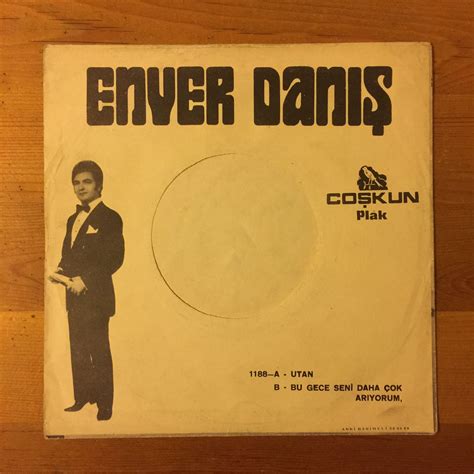 ENVER DANIŞ
COŞKUN
Plak
1188—A - UTAN
B - BU GECE SENİ DAHA ÇOK
ARIYORUM,